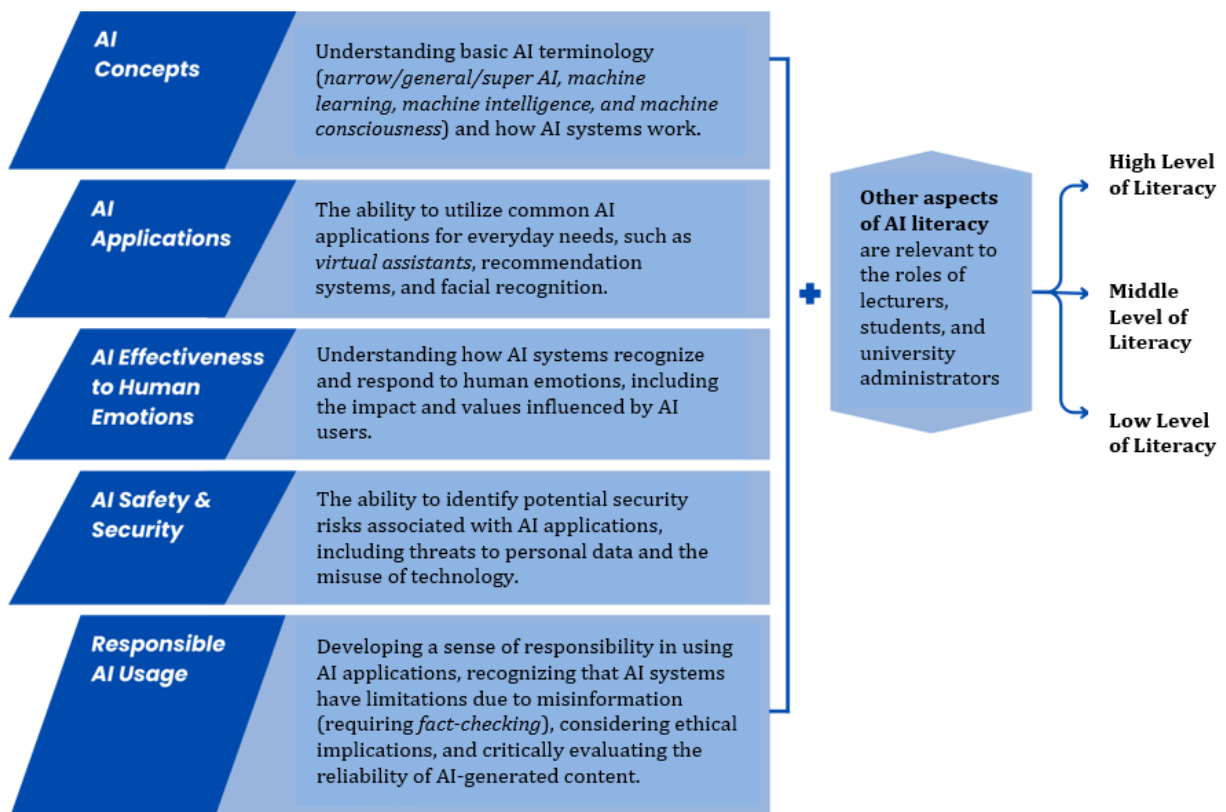 AI
Concepts
Understanding basic AI terminology
(narrow/general/super AI, machine
learning, machine intelligence, and machine
consciousness) and how AI systems work.
AI
Applications
The ability to utilize common AI
applications for everyday needs, such as
virtual assistants, recommendation
systems, and facial recognition.
AI Effectiveness
to Human
Emotions
Understanding how AI systems recognize
and respond to human emotions, including
the impact and values influenced by AI
users.
AI Safety &
Security
The ability to identify potential security
risks associated with AI applications,
including threats to personal data and the
misuse of technology.
Responsible
AI Usage
Developing a sense of responsibility in using
AI applications, recognizing that AI systems
have limitations due to misinformation
(requiring fact-checking), considering ethical
implications, and critically evaluating the
reliability of AI-generated content.
Other aspects
of AI literacy
are relevant to
the roles of
lecturers,
students, and
university
administrators
High Level
of Literacy
Middle
Level of
Literacy
Low Level
of Literacy